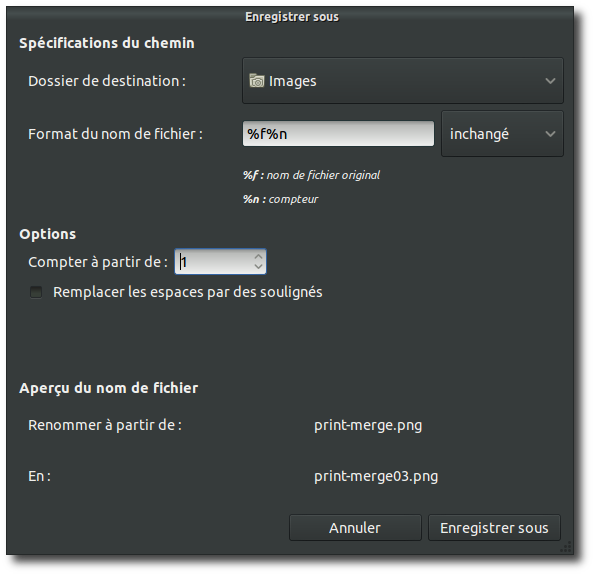 Enregistrer sous
Spécifications du chemin
Dossier de destination : Images
Format du nom de fichier : %f%n inchangé
%f : nom de fichier original
%n : compteur
Options
Compter à partir de : 1
Remplacer les espaces par des soulignés
Aperçu du nom de fichier
Renommer à partir de : print-merge.png
En : print-merge03.png
Annuler Enregistrer sous